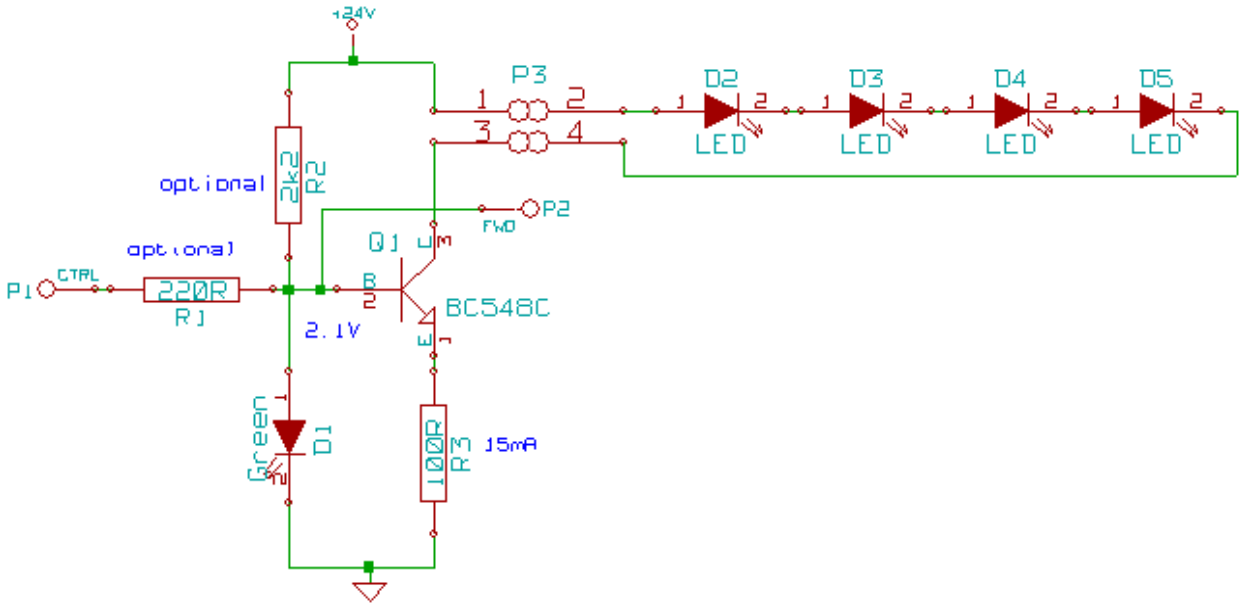 +24V
P3
D2
D3
D4
D5
1
2
1
2
1
2
1
2
1
2
3
4
LED
LED
LED
LED
optional
2k2
R2
P2
FWD
optional
Q1
C
3
CTRL
P1
220R
R1
B
2
BC548C
2.1V
E
1
1
Green
D1
2
100R
R3
15mA